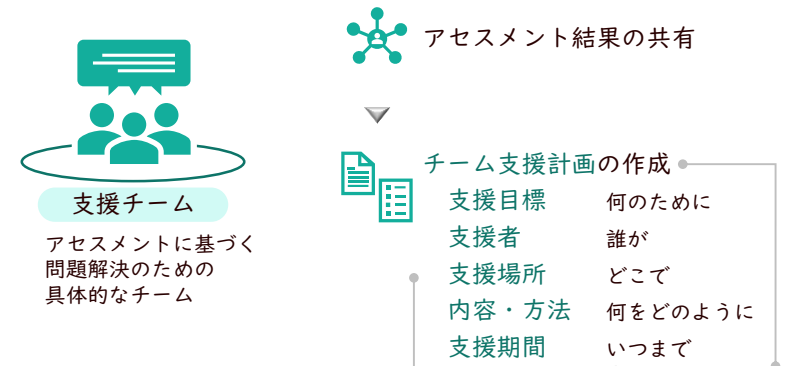 支援チーム
アセスメントに基づく
問題解決のための
具体的なチーム
アセスメント結果の共有
チーム支援計画の作成
支援目標 何のために
支援者 誰が
支援場所 どこで
内容・方法 何をどのように
支援期間 いつまで